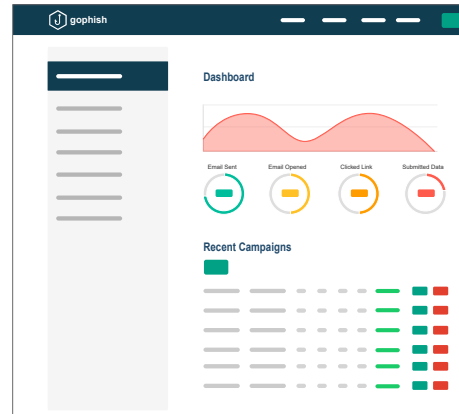 gophish
Dashboard
Email Sent
Email Opened
Clicked Link
Submitted Data
Recent Campaigns